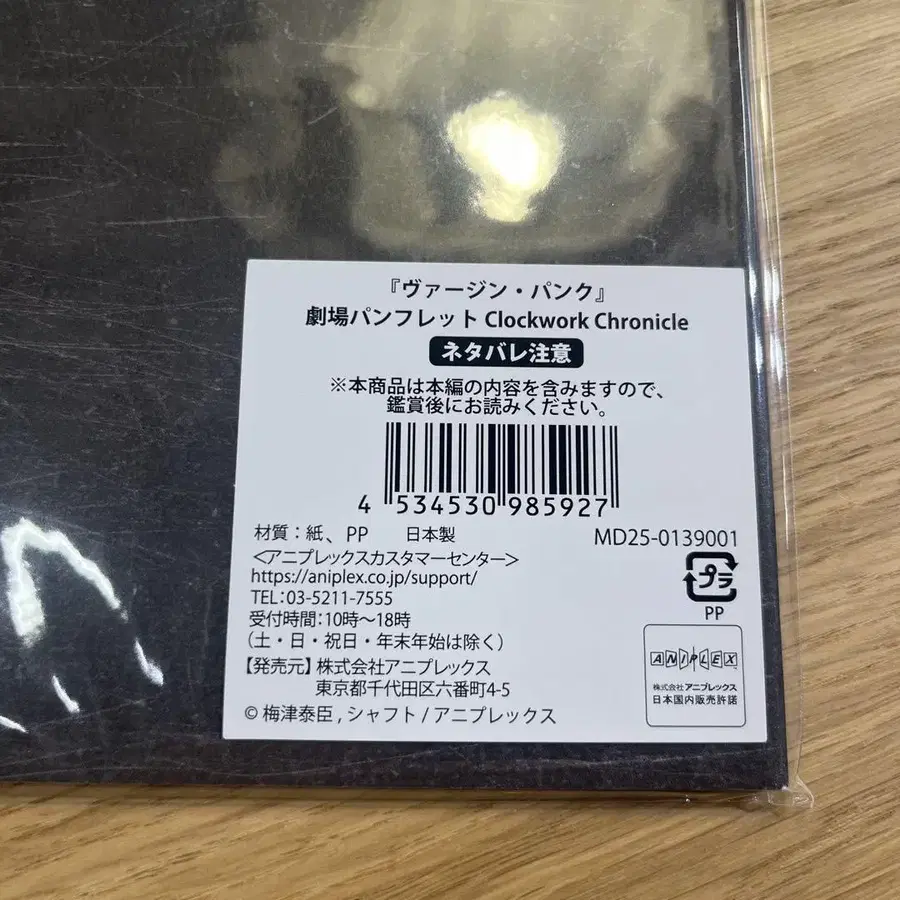 『ヴァージン・パンク』
劇場パンフレット Clockwork Chronicle
ネタバレ注意
※本商品は本編の内容を含みますので、
鑑賞後にお読みください。
4 534530 985927
材質：紙、PP 日本製 MD25-0139001
<アニプレックスカスタマーセンター>
https://aniplex.co.jp/support/
TEL:03-5211-7555
受付時間：10時～18時
（土・日・祝日・年末年始は除く）
【発売元】株式会社アニプレックス
東京都千代田区六番町4-5
© 梅津泰臣, シャフト / アニプレックス
プラ
PP
ANIPLEX
株式会社アニプレックス
日本国内販売許諾